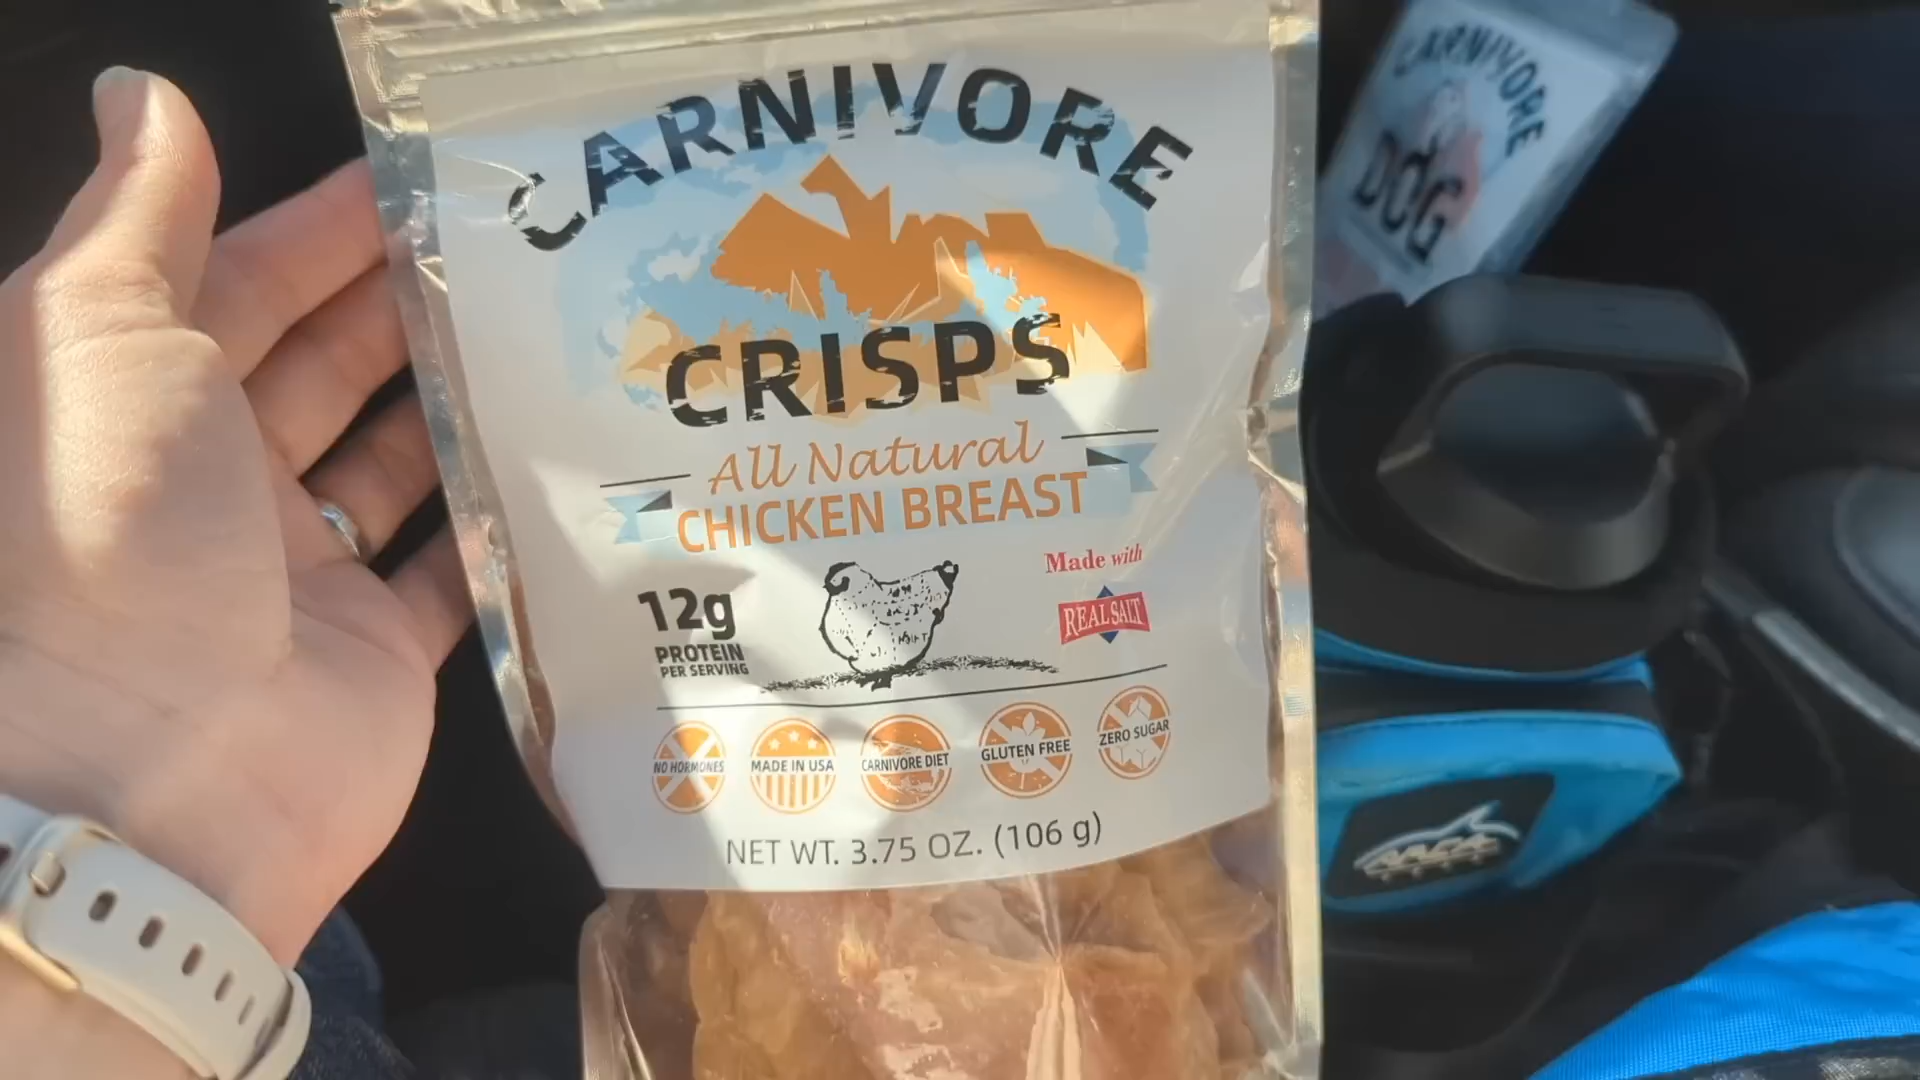 CARNIVORE
CRISPS
All Natural
CHICKEN BREAST
12g
PROTEIN
PER SERVING
Made with
REAL SALT
NO HORMONES
MADE IN USA
CARNIVORE DIET
GLUTEN FREE
ZERO SUGAR
NET WT. 3.75 OZ. (106 g)
CARNIVORE
DOG